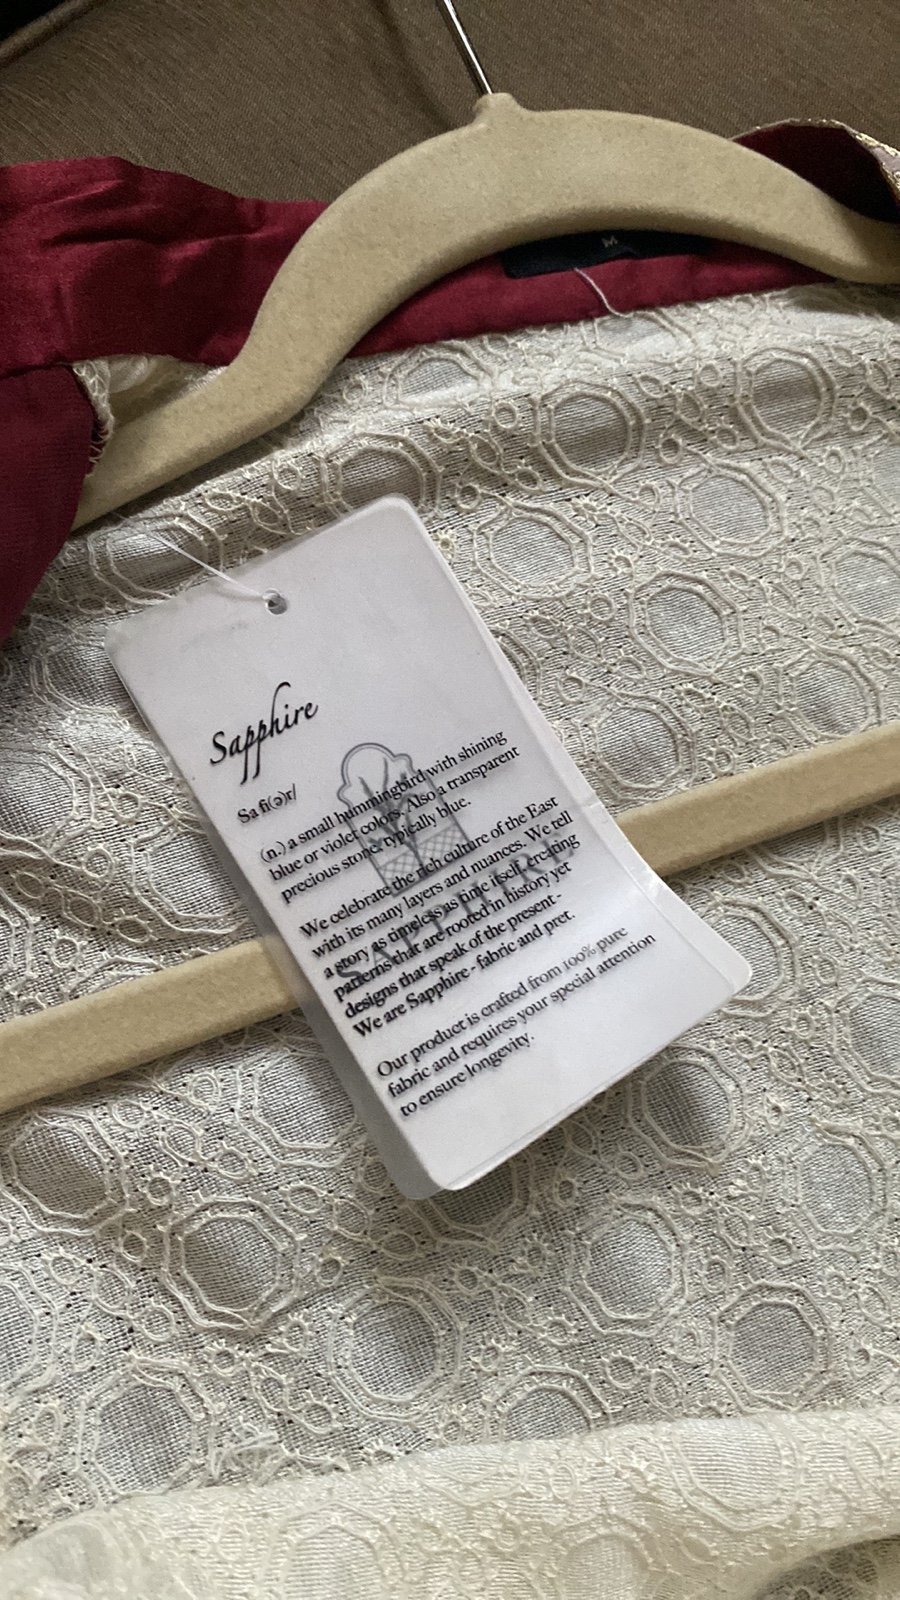 M
Sapphire
Sa fi(ə)r/
(n.) a small hummingbird with shining
blue or violet colors. Also a transparent
precious stone, typically blue.
We celebrate the rich culture of the East
with its many layers and nuances. We tell
a story as timeless as time itself, creating
patterns that are rooted in history yet
designs that speak of the present -
We are Sapphire - fabric and pret.
SAPPHIRE
Our product is crafted from 100% pure
fabric and requires your special attention
to ensure longevity.